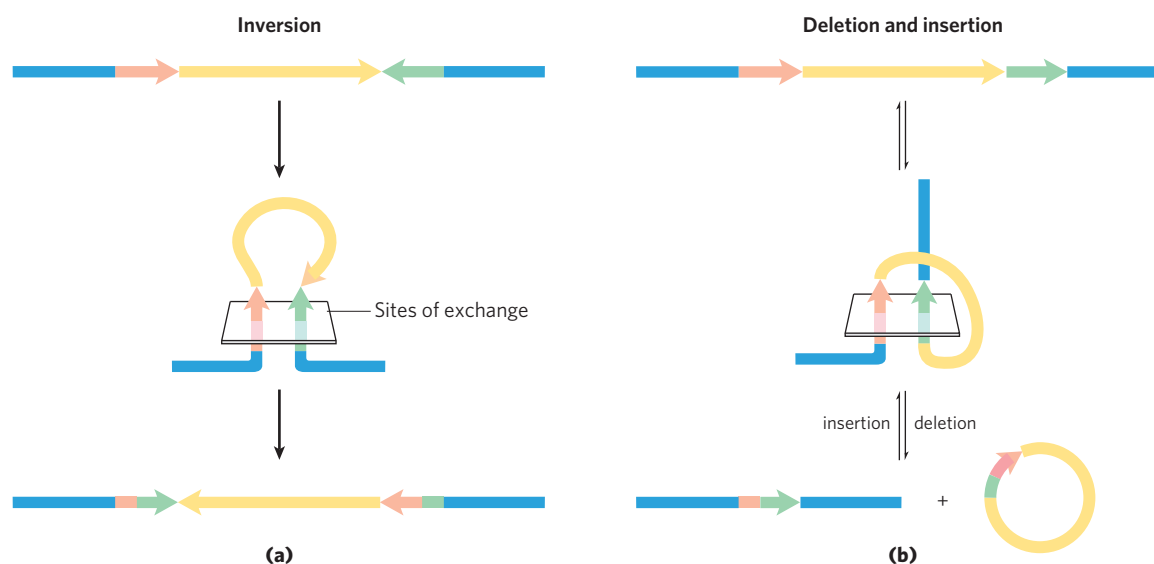 Inversion
Deletion and insertion
Sites of exchange
insertion
deletion
+
(a)
(b)